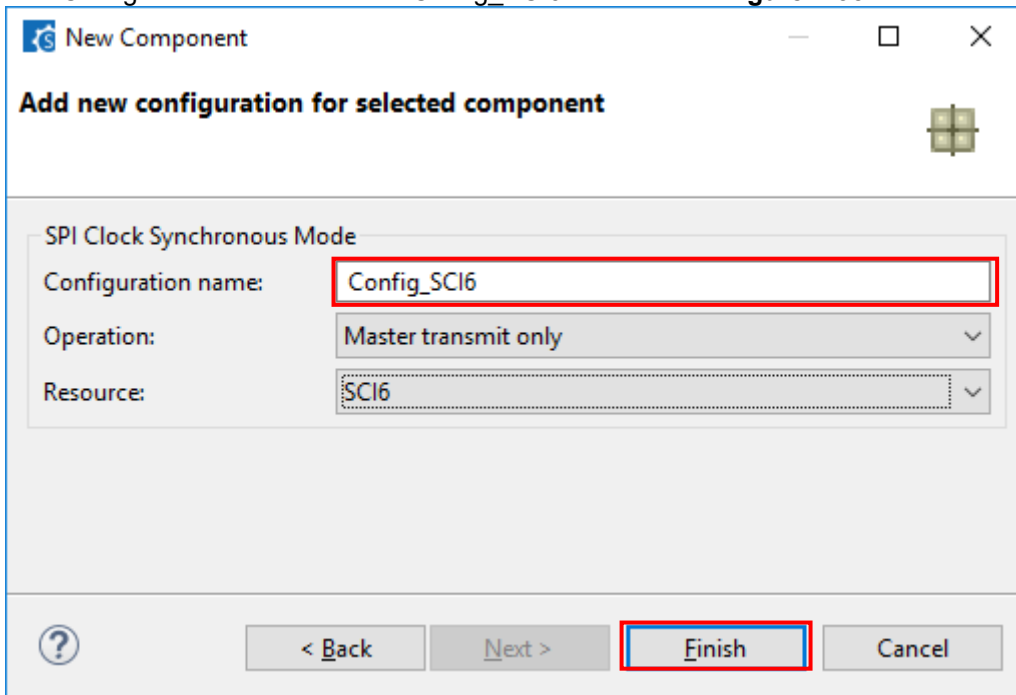 New Component
Add new configuration for selected component
SPI Clock Synchronous Mode
Configuration name: Config_SCI6
Operation: Master transmit only
Resource: SCI6
< Back Next > Finish Cancel